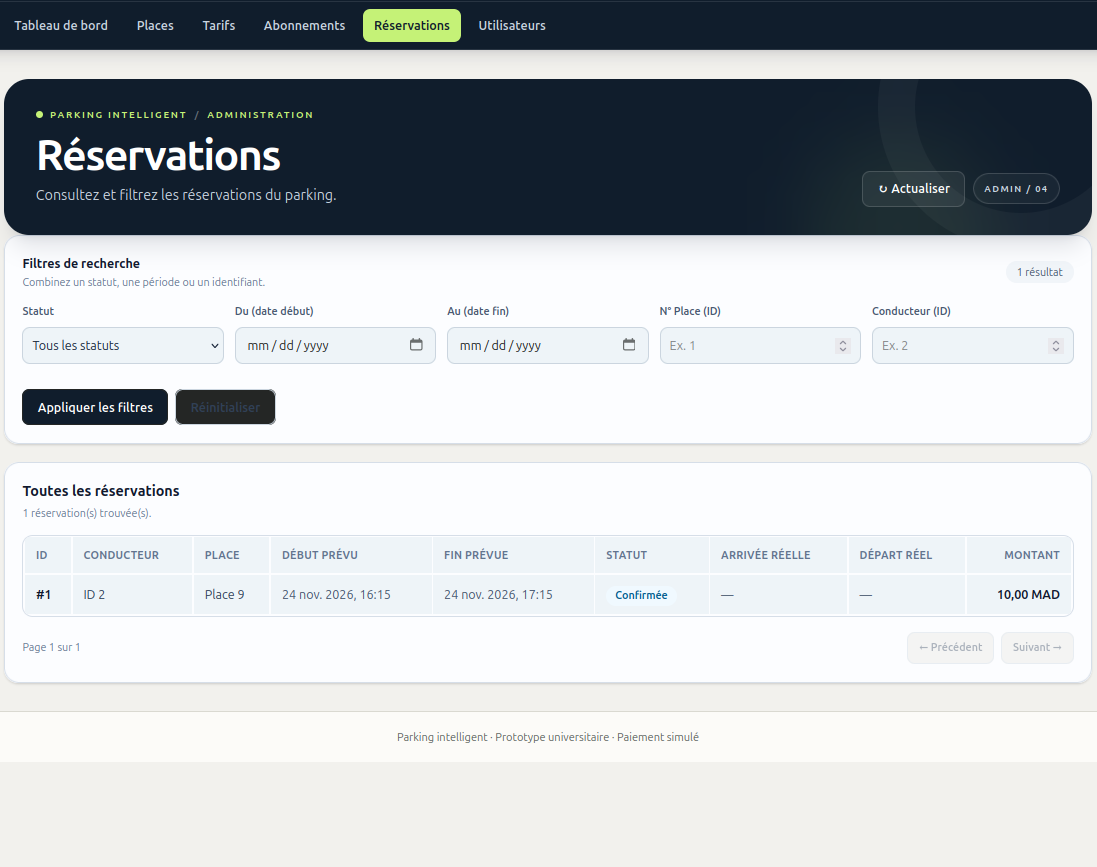 Tableau de bord Places Tarifs Abonnements Réservations Utilisateurs
PARKING INTELLIGENT / ADMINISTRATION
Réservations
Consultez et filtrez les réservations du parking.
↻ Actualiser ADMIN / 04
Filtres de recherche
Combinez un statut, une période ou un identifiant.
1 résultat
Statut Du (date début) Au (date fin) N° Place (ID) Conducteur (ID)
Tous les statuts mm/dd/yyyy mm/dd/yyyy Ex. 1 Ex. 2
Appliquer les filtres Réinitialiser
Toutes les réservations
1 réservation(s) trouvée(s).
ID CONDUCTEUR PLACE DÉBUT PRÉVU FIN PRÉVUE STATUT ARRIVÉE RÉELLE DÉPART RÉEL MONTANT
#1 ID 2 Place 9 24 nov. 2026, 16:15 24 nov. 2026, 17:15 Confirmée — — 10,00 MAD
Page 1 sur 1 ← Précédent Suivant →
Parking intelligent · Prototype universitaire · Paiement simulé